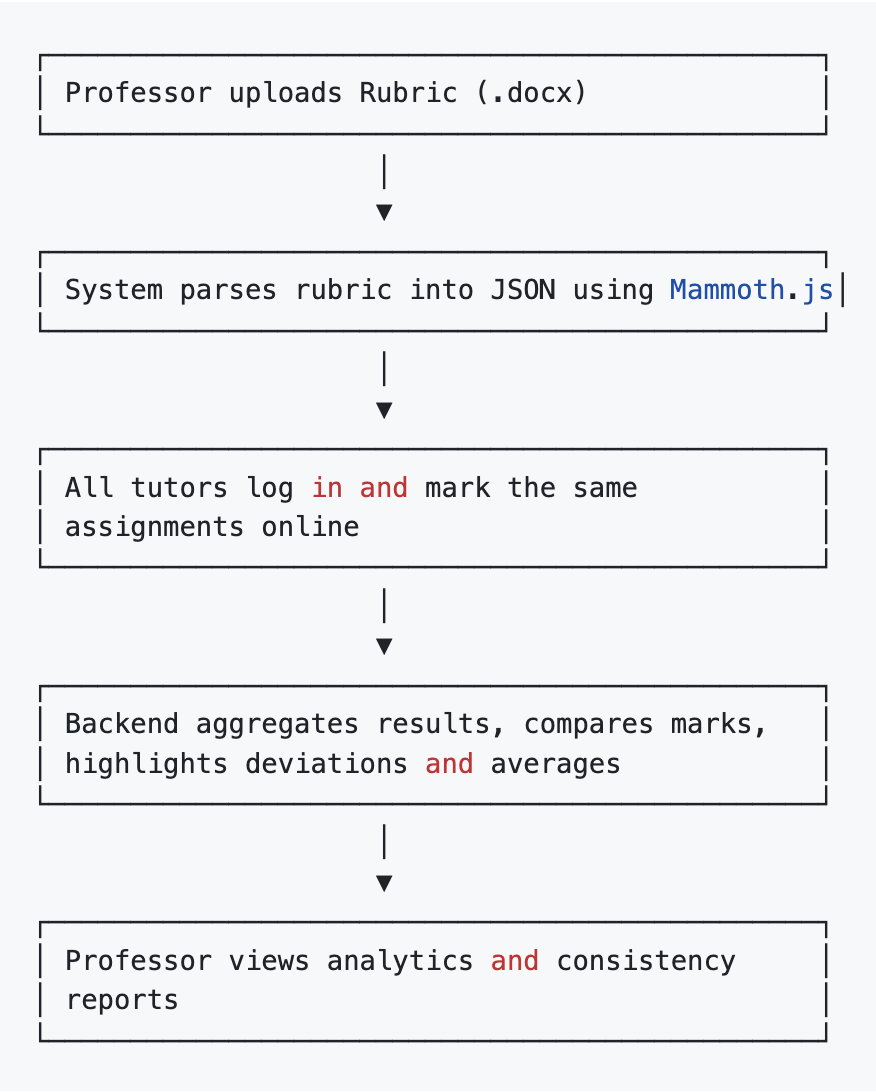 Professor uploads Rubric (.docx)
System parses rubric into JSON using Mammoth.js
All tutors log in and mark the same
assignments online
Backend aggregates results, compares marks,
highlights deviations and averages
Professor views analytics and consistency
reports